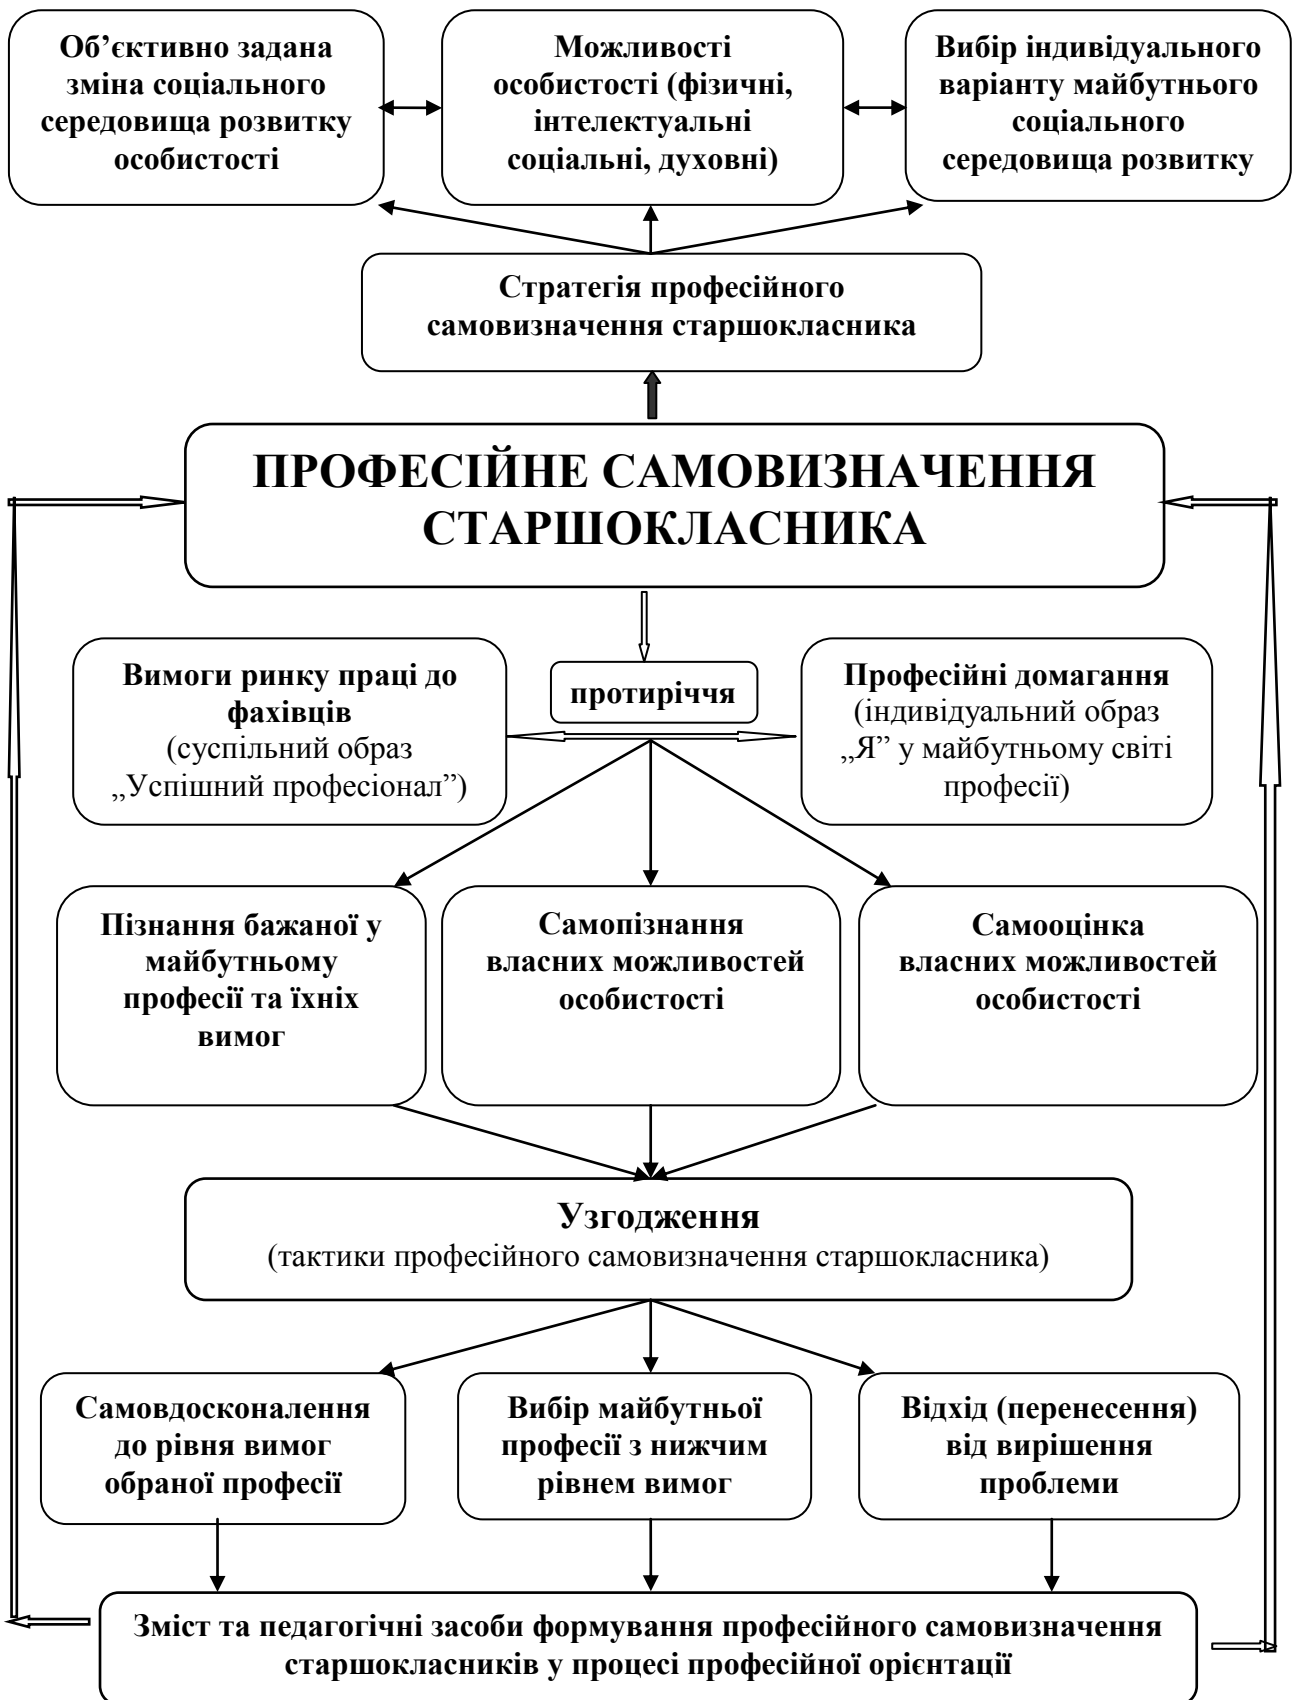 Об’єктивно задана
зміна соціального
середовища розвитку
особистості
Можливості
особистості (фізичні,
інтелектуальні
соціальні, духовні)
Вибір індивідуального
варіанту майбутнього
соціального
середовища розвитку
Стратегія професійного
самовизначення старшокласника
ПРОФЕСІЙНЕ САМОВИЗНАЧЕННЯ
СТАРШОКЛАСНИКА
Вимоги ринку праці до
фахівців
(суспільний образ
„Успішний професіонал”)
протиріччя
Професійні домагання
(індивідуальний образ
„Я” у майбутньому світі
професії)
Пізнання бажаної у
майбутньому
професії та їхніх
вимог
Самопізнання
власних можливостей
особистості
Самооцінка
власних можливостей
особистості
Узгодження
(тактики професійного самовизначення старшокласника)
Самовдосконалення
до рівня вимог
обраної професії
Вибір майбутньої
професії з нижчим
рівнем вимог
Відхід (перенесення)
від вирішення
проблеми
Зміст та педагогічні засоби формування професійного самовизначення
старшокласників у процесі професійної орієнтації